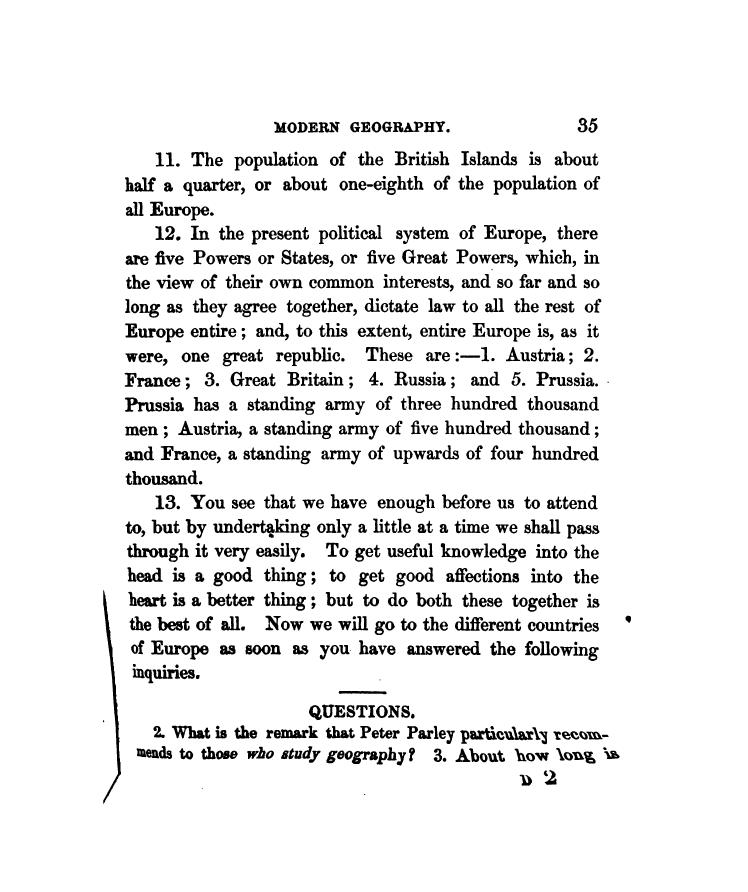 MODERN GEOGRAPHY. 35
11. The population of the British Islands is about
half a quarter, or about one-eighth of the population of
all Europe.
12. In the present political system of Europe, there
are five Powers or States, or five Great Powers, which, in
the view of their own common interests, and so far and so
long as they agree together, dictate law to all the rest of
Europe entire; and, to this extent, entire Europe is, as it
were, one great republic. These are:—1. Austria; 2.
France; 3. Great Britain; 4. Russia; and 5. Prussia.
Prussia has a standing army of three hundred thousand
men; Austria, a standing army of five hundred thousand;
and France, a standing army of upwards of four hundred
thousand.
13. You see that we have enough before us to attend
to, but by undertaking only a little at a time we shall pass
through it very easily. To get useful knowledge into the
head is a good thing; to get good affections into the
heart is a better thing; but to do both these together is
the best of all. Now we will go to the different countries
of Europe as soon as you have answered the following
inquiries.
QUESTIONS.
2. What is the remark that Peter Parley particularly recom-
mends to those who study geography? 3. About how long is
D 2